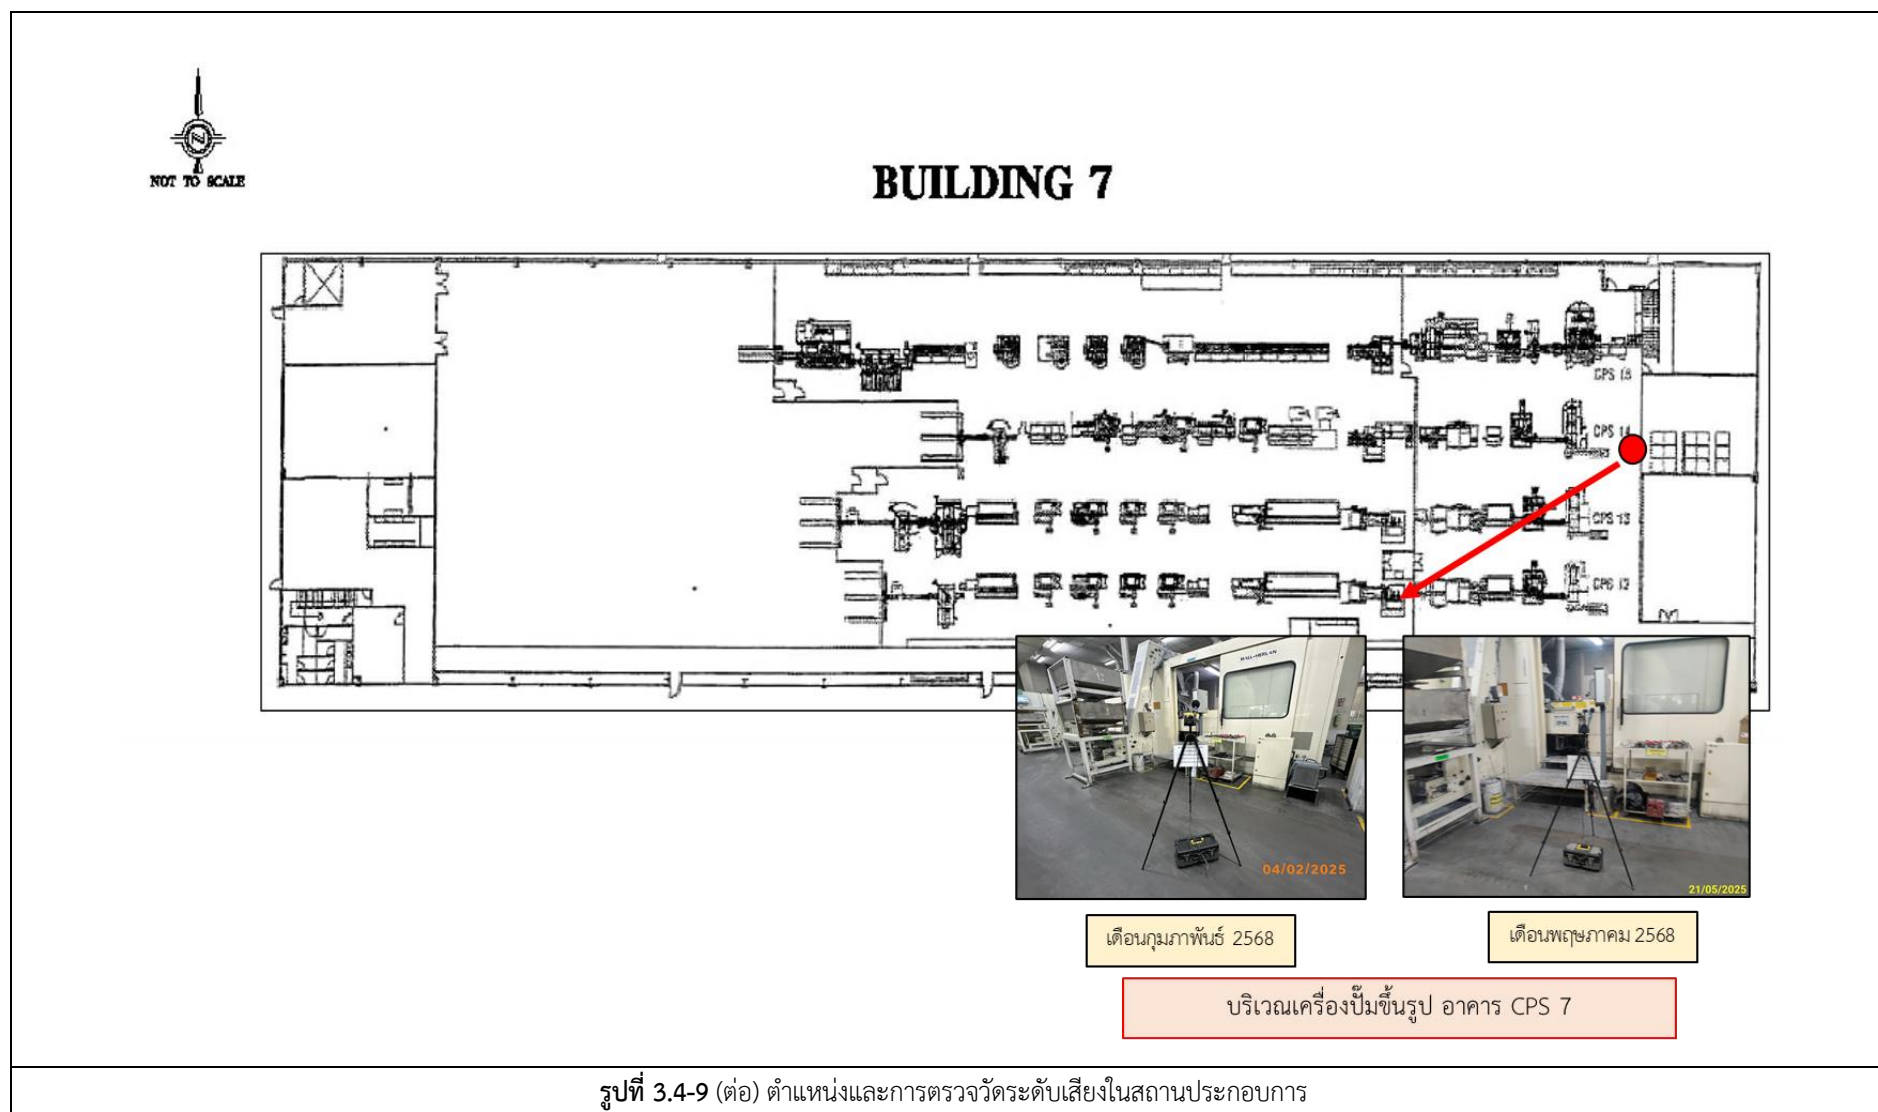 NOT TO SCALE
BUILDING 7
CPS 15
CPS 14
CPS 13
CPS 12
04/02/2025
21/05/2025
เดือนกุมภาพันธ์ 2568
เดือนพฤษภาคม 2568
บริเวณเครื่องปั๊มขึ้นรูป อาคาร CPS 7
รูปที่ 3.4-9 (ต่อ) ตำแหน่งและการตรวจวัดระดับเสียงในสถานประกอบการ